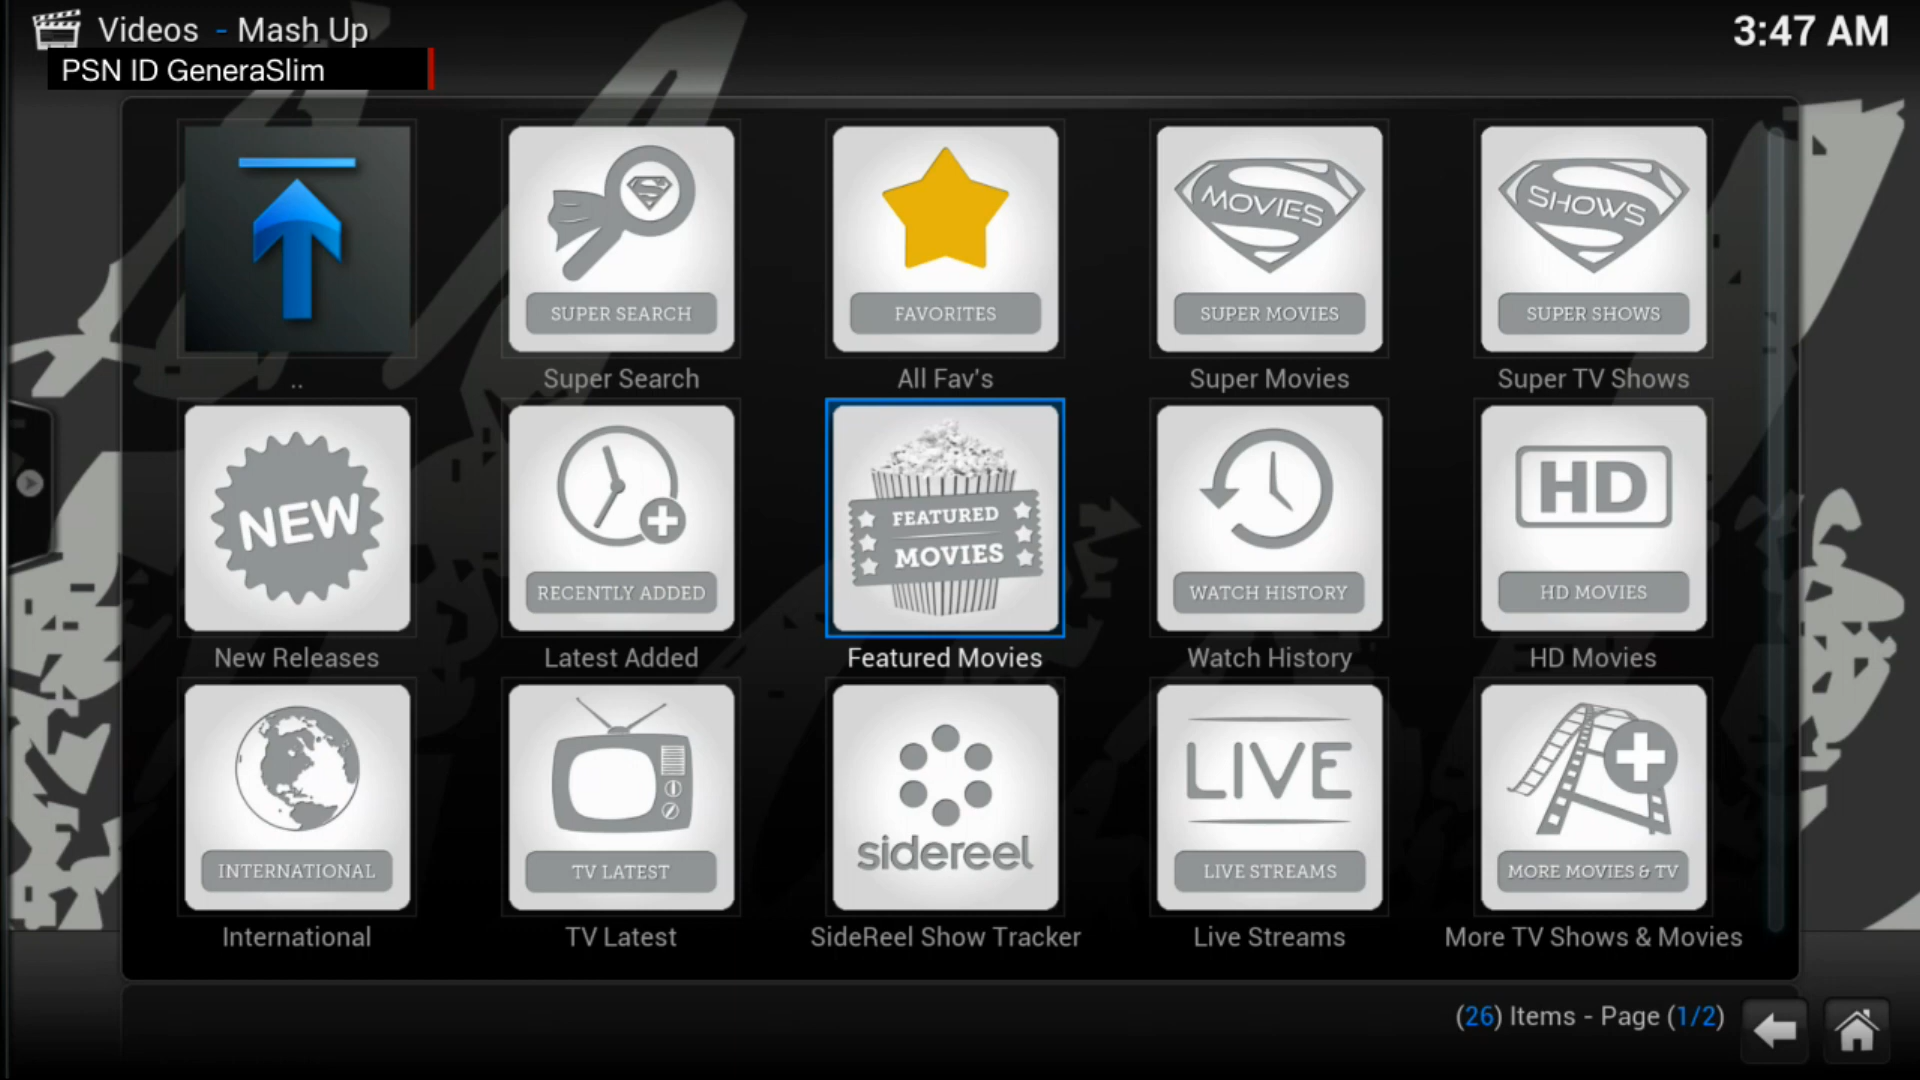 Videos - Mash Up
3:47 AM
PSN ID GeneraSlim
MOVIES
SHOWS
SUPER SEARCH
FAVORITES
SUPER MOVIES
SUPER SHOWS
..
Super Search
All Fav's
Super Movies
Super TV Shows
NEW
FEATURED
MOVIES
HD
RECENTLY ADDED
WATCH HISTORY
HD MOVIES
New Releases
Latest Added
Featured Movies
Watch History
HD Movies
LIVE
sidereel
INTERNATIONAL
TV LATEST
LIVE STREAMS
MORE MOVIES & TV
International
TV Latest
SideReel Show Tracker
Live Streams
More TV Shows & Movies
(26) Items - Page (1/2)